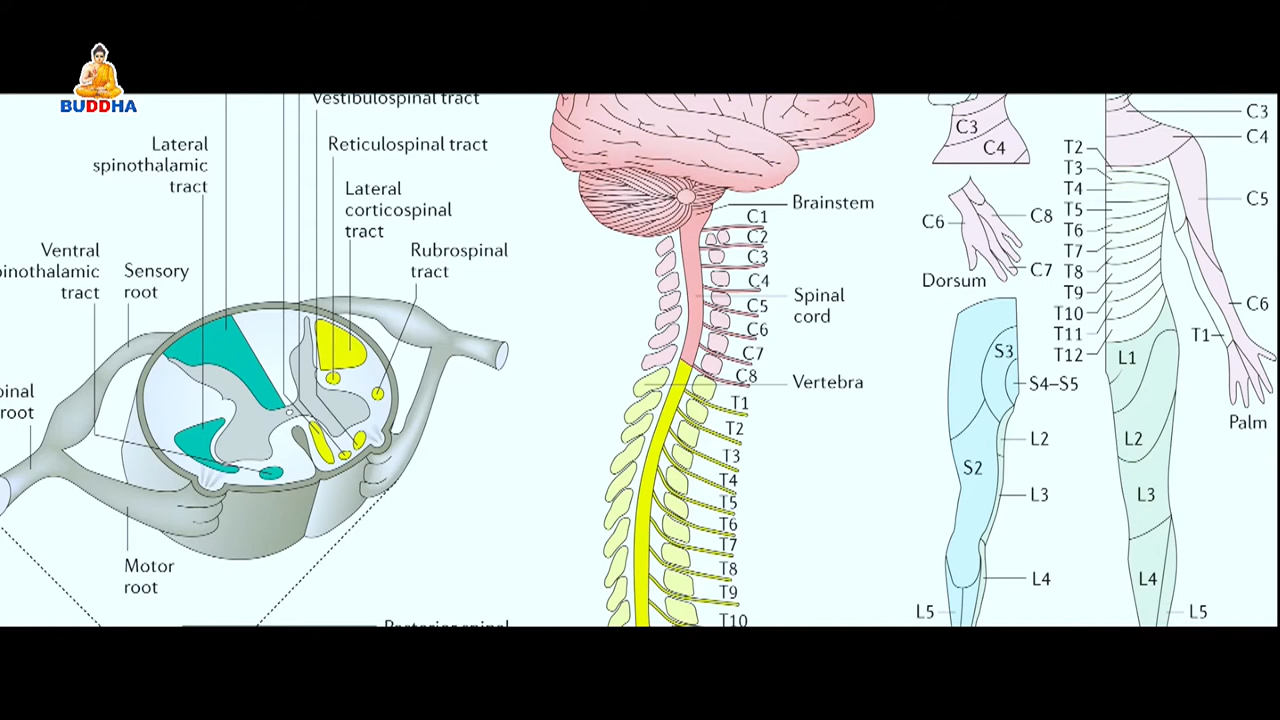 BUDDHA
Vestibulospinal tract
Lateral
spinothalamic
tract
Reticulospinal tract
Lateral
corticospinal
tract
Ventral
inothalamic
tract
Sensory
root
Rubrospinal
tract
inal
root
Motor
root
Brainstem
C1
C2
C3
C4
C5
C6
C7
C8
T1
T2
T3
T4
T5
T6
T7
T8
T9
T10
Spinal
cord
Vertebra
C3
C4
C6
C8
C7
Dorsum
S3
S4–S5
L2
S2
L3
L4
L5
C3
C4
T2
T3
T4
T5
T6
T7
T8
T9
T10
T11
T12
C5
C6
T1
Palm
L1
L2
L3
L4
L5